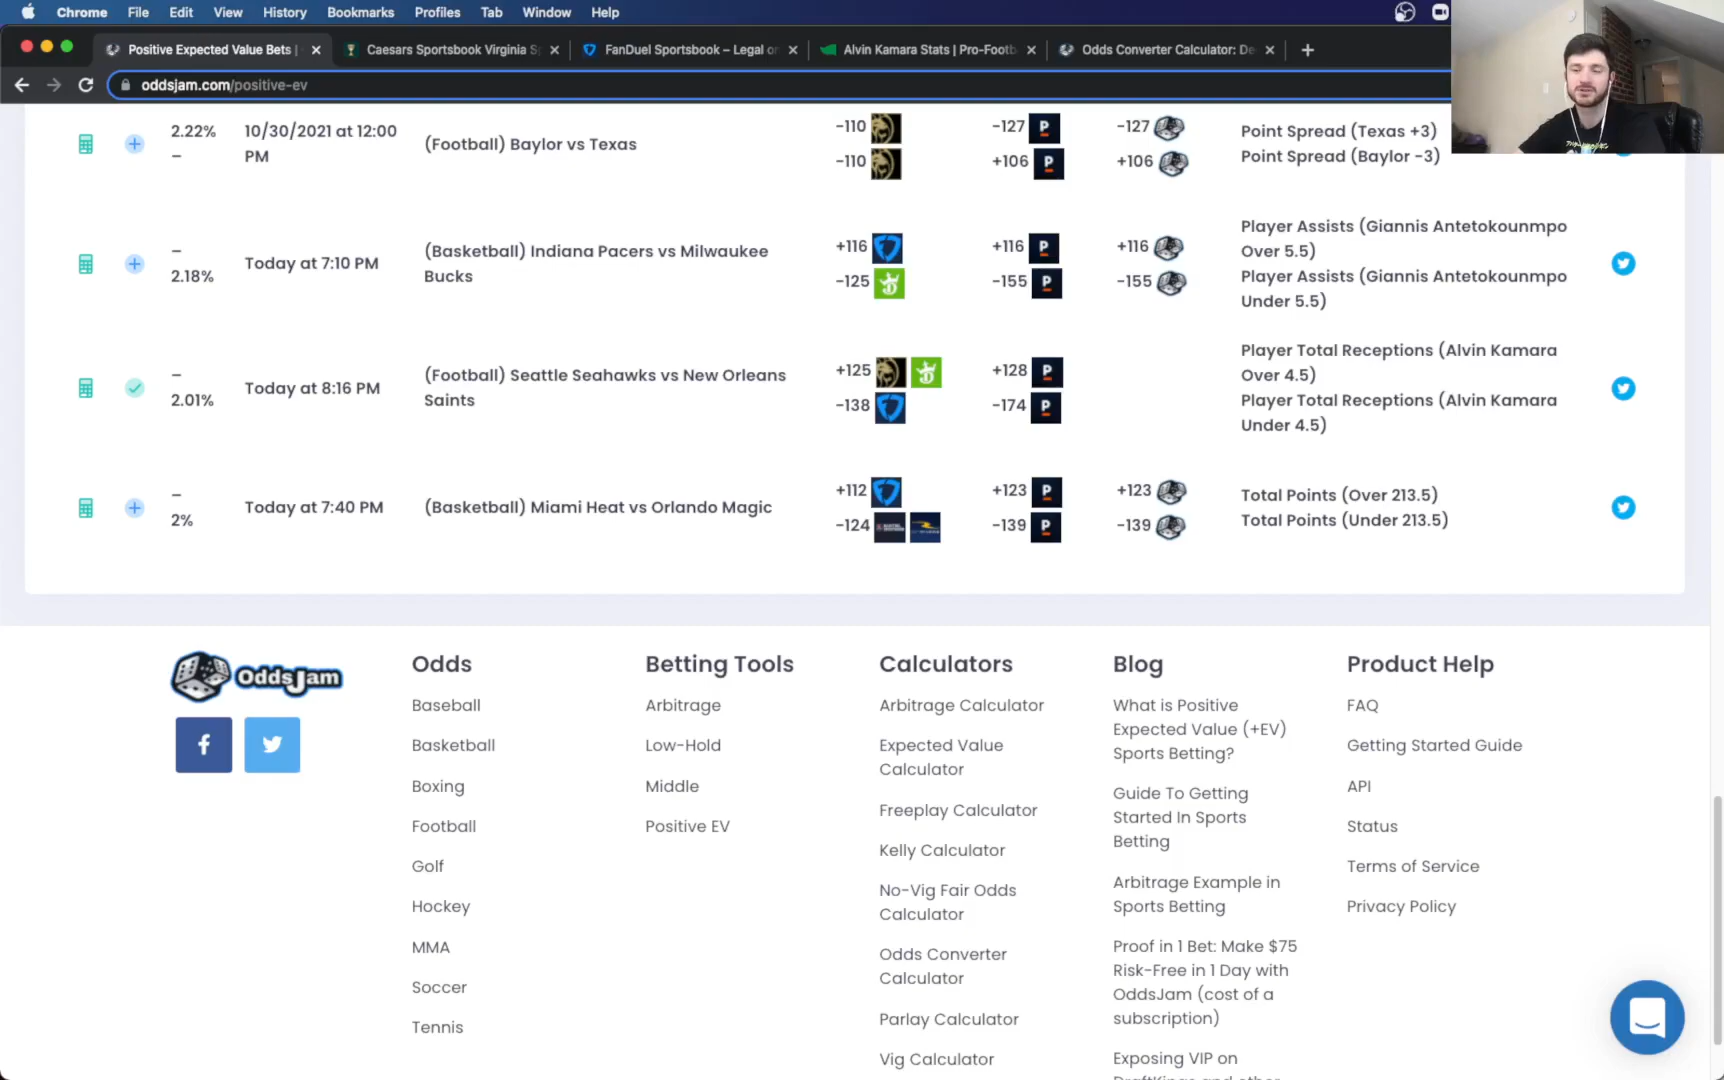 Chrome File Edit View History Bookmarks Profiles Tab Window Help
Positive Expected Value Bets | Caesars Sportsbook Virginia FanDuel Sportsbook – Legal Alvin Kamara Stats | Pro-Footb Odds Converter Calculator: De
oddsjam.com/positive-ev
2.22%
–
10/30/2021 at 12:00
PM
(Football) Baylor vs Texas
-110 -127 P -127
-110 +106 P +106
Point Spread (Texas +3)
Point Spread (Baylor -3)
–
2.18%
Today at 7:10 PM
(Basketball) Indiana Pacers vs Milwaukee
Bucks
+116 +116 P +116
-125 -155 P -155
Player Assists (Giannis Antetokounmpo
Over 5.5)
Player Assists (Giannis Antetokounmpo
Under 5.5)
–
2.01%
Today at 8:16 PM
(Football) Seattle Seahawks vs New Orleans
Saints
+125 +128 P
-138 -174 P
Player Total Receptions (Alvin Kamara
Over 4.5)
Player Total Receptions (Alvin Kamara
Under 4.5)
–
2%
Today at 7:40 PM
(Basketball) Miami Heat vs Orlando Magic
+112 +123 P +123
-124 -139 P -139
Total Points (Over 213.5)
Total Points (Under 213.5)
OddsJam
Odds
Baseball
Basketball
Boxing
Football
Golf
Hockey
MMA
Soccer
Tennis
Betting Tools
Arbitrage
Low-Hold
Middle
Positive EV
Calculators
Arbitrage Calculator
Expected Value
Calculator
Freeplay Calculator
Kelly Calculator
No-Vig Fair Odds
Calculator
Odds Converter
Calculator
Parlay Calculator
Vig Calculator
Blog
What is Positive
Expected Value (+EV)
Sports Betting?
Guide To Getting
Started In Sports
Betting
Arbitrage Example in
Sports Betting
Proof in 1 Bet: Make $75
Risk-Free in 1 Day with
OddsJam (cost of a
subscription)
Exposing VIP on
DraftKings and other
Product Help
FAQ
Getting Started Guide
API
Status
Terms of Service
Privacy Policy